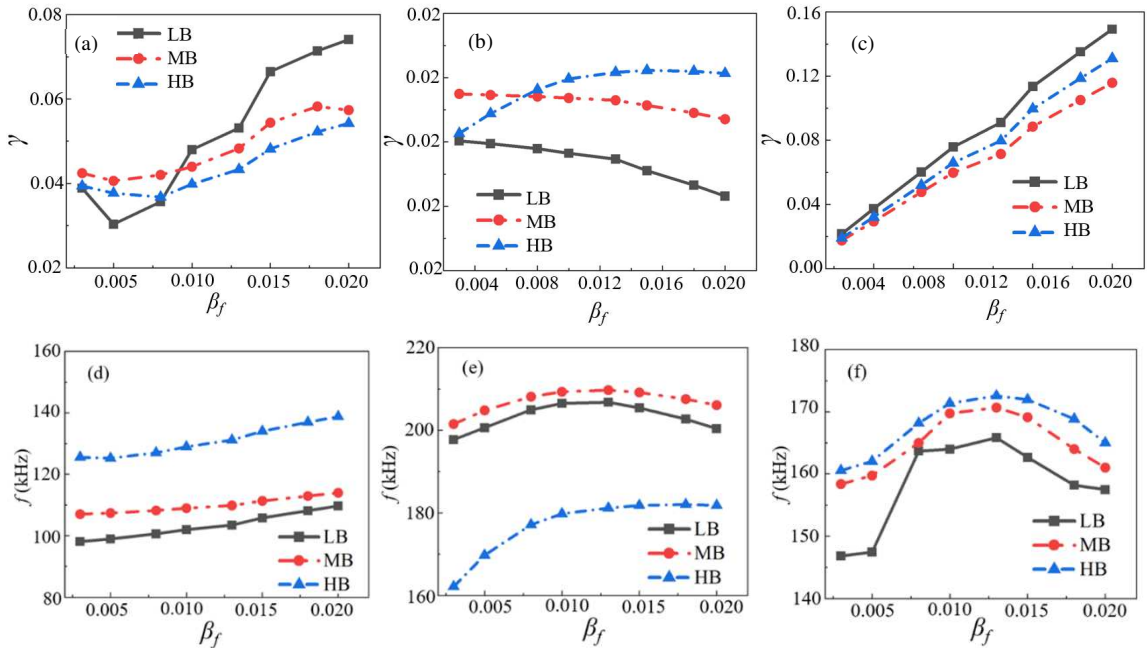 (a)
LB
MB
HB
γ
0.08
0.06
0.04
0.02
0.005
0.010
0.015
0.020
β_f
(b)
γ
0.02
0.02
0.02
0.02
0.02
LB
MB
HB
0.004
0.008
0.012
0.016
0.020
β_f
(c)
γ
0.16
0.12
0.08
0.04
0.00
LB
MB
HB
0.004
0.008
0.012
0.016
0.020
β_f
(d)
f (kHz)
160
140
120
100
80
LB
MB
HB
0.005
0.010
0.015
0.020
β_f
(e)
f (kHz)
220
200
180
160
LB
MB
HB
0.005
0.010
0.015
0.020
β_f
(f)
f (kHz)
180
170
160
150
140
LB
MB
HB
0.005
0.010
0.015
0.020
β_f